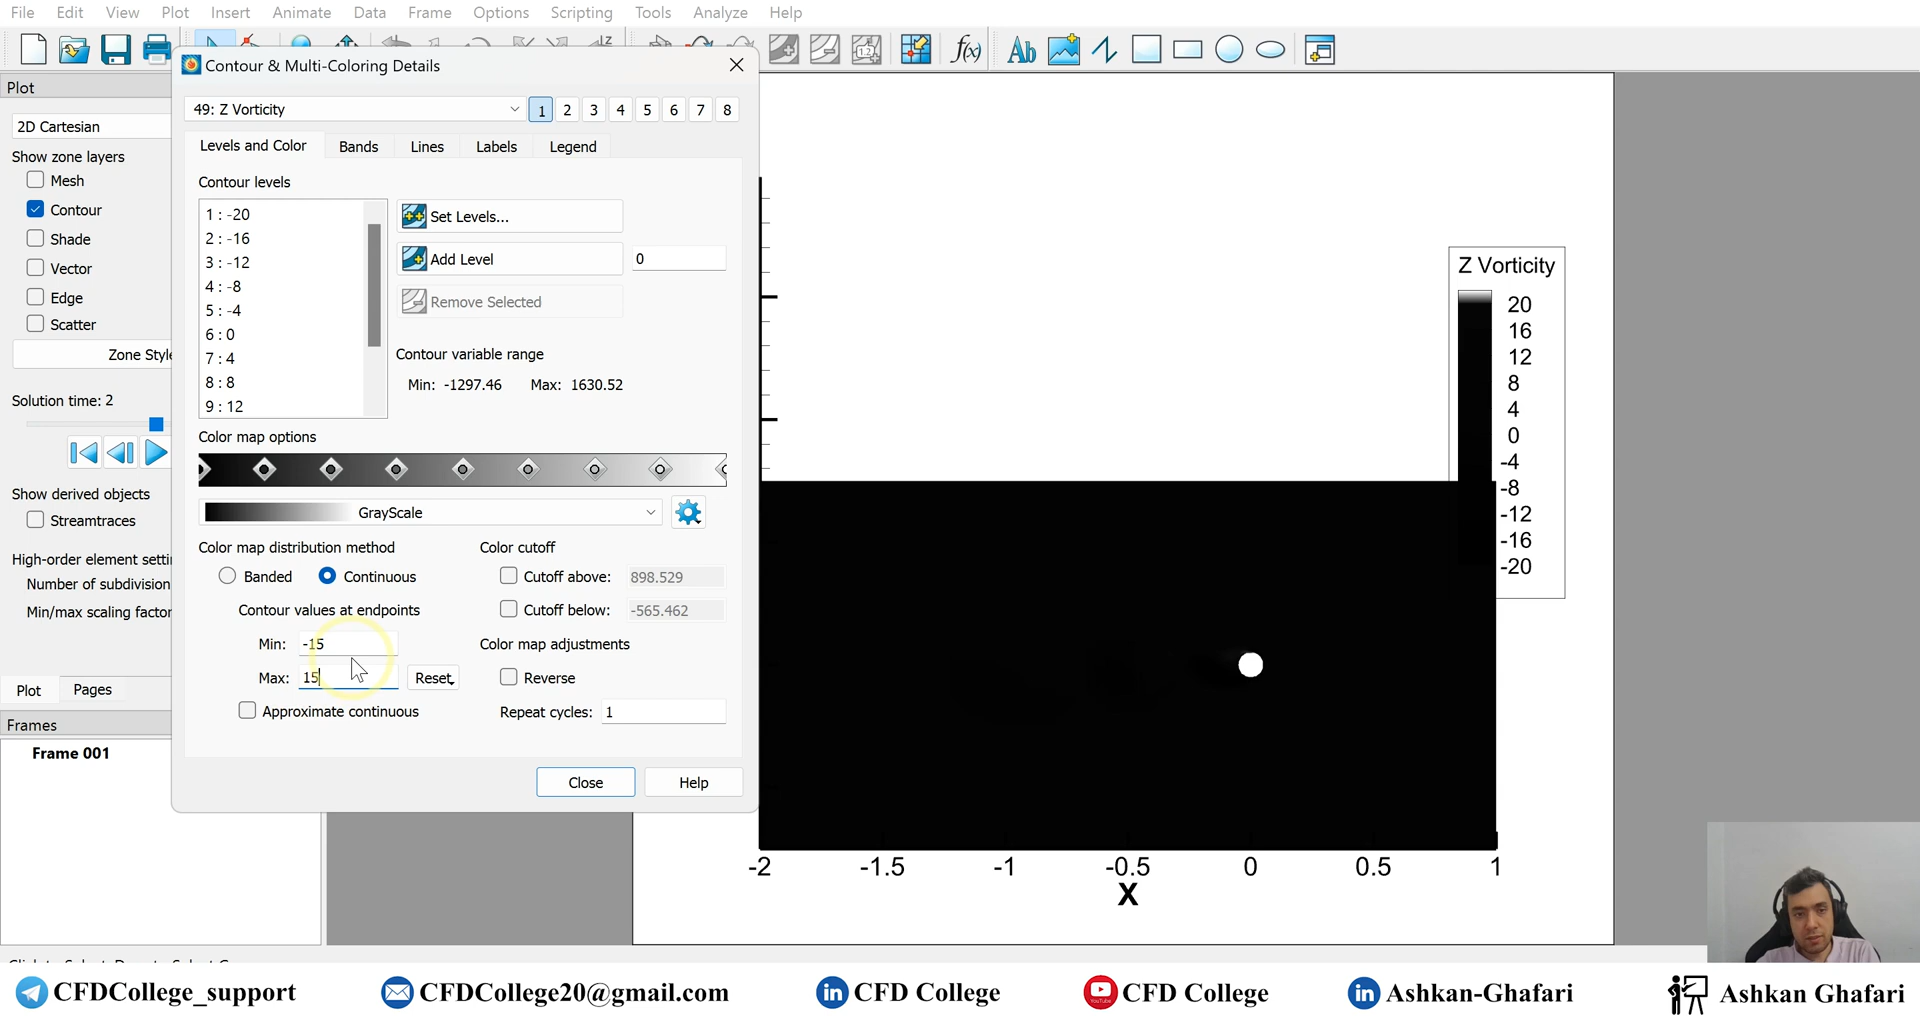 File Edit View Plot Insert Animate Data Frame Options Scripting Tools Analyze Help
Plot
2D Cartesian
Show zone layers
Mesh
Contour
Shade
Vector
Edge
Scatter
Zone Style
Solution time: 2
Show derived objects
Streamtraces
High-order element setti
Number of subdivision
Min/max scaling factor
Plot Pages
Frames
Frame 001
Contour & Multi-Coloring Details
49: Z Vorticity 1 2 3 4 5 6 7 8
Levels and Color Bands Lines Labels Legend
Contour levels
1 : -20
2 : -16
3 : -12
4 : -8
5 : -4
6 : 0
7 : 4
8 : 8
9 : 12
Set Levels...
Add Level 0
Remove Selected
Contour variable range
Min: -1297.46 Max: 1630.52
Color map options
GrayScale
Color map distribution method
Banded Continuous
Contour values at endpoints
Min: -15
Max: 15 Reset
Approximate continuous
Color cutoff
Cutoff above: 898.529
Cutoff below: -565.462
Color map adjustments
Reverse
Repeat cycles: 1
Close Help
f(x) Ab
Z Vorticity
20
16
12
8
4
0
-4
-8
-12
-16
-20
-2 -1.5 -1 -0.5 0 0.5 1
X
CFDCollege_support CFDCollege20@gmail.com CFD College CFD College Ashkan-Ghafari Ashkan Ghafari